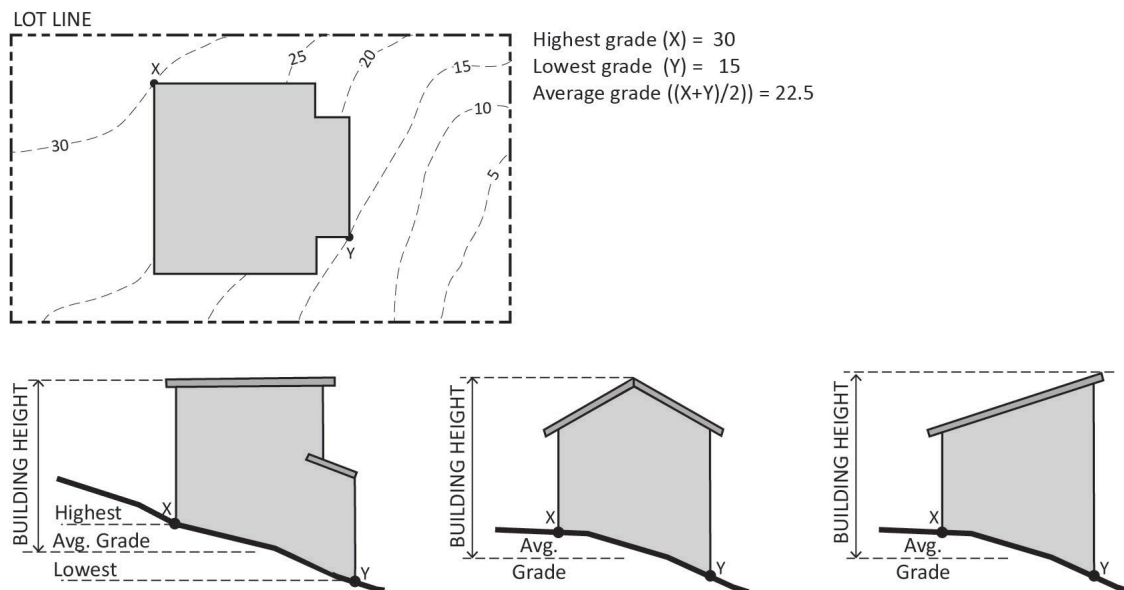 LOT LINE
Highest grade (X) = 30
Lowest grade (Y) = 15
Average grade ((X+Y)/2)) = 22.5
X
25
20
15
10
30
5
Y
BUILDING HEIGHT
X
Highest
Avg. Grade
Lowest
Y
BUILDING HEIGHT
X
Avg.
Grade
Y
BUILDING HEIGHT
X
Avg.
Grade
Y